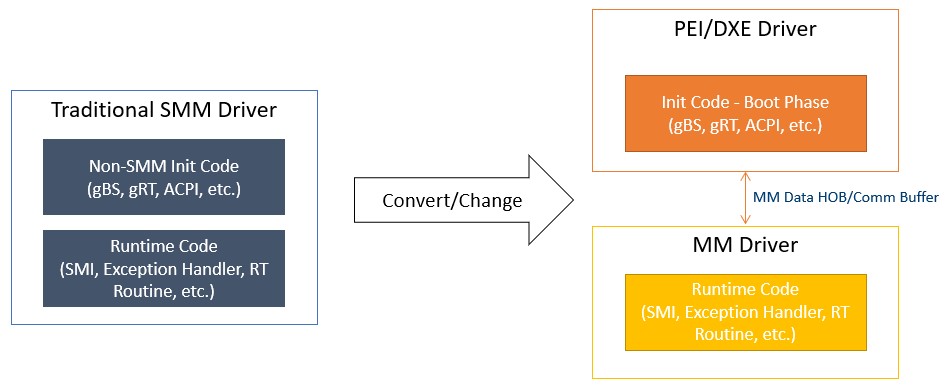 Traditional SMM Driver
Non-SMM Init Code
(gBS, gRT, ACPI, etc.)
Runtime Code
(SMI, Exception Handler, RT
Routine, etc.)
Convert/Change
PEI/DXE Driver
Init Code - Boot Phase
(gBS, gRT, ACPI, etc.)
MM Data HOB/Comm Buffer
MM Driver
Runtime Code
(SMI, Exception Handler, RT
Routine, etc.)